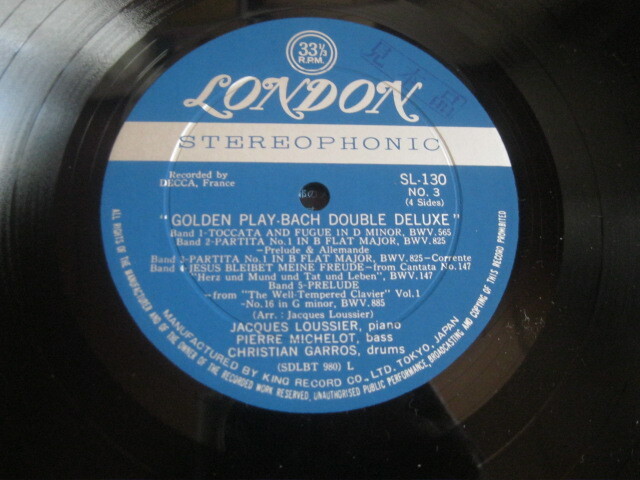 33 1/3
R.P.M.
見本品
LONDON
STEREOPHONIC
Recorded by
DECCA, France
SL-130
NO. 3
(4 Sides)
"GOLDEN PLAY-BACH DOUBLE DELUXE"
Band 1-TOCCATA AND FUGUE IN D MINOR, BWV. 565
Band 2-PARTITA No.1 IN B FLAT MAJOR, BWV. 825
-Prelude & Allemande
Band 3-PARTITA No.1 IN B FLAT MAJOR, BWV. 825-Corrente
Band 4-JESUS BLEIBET MEINE FREUDE-from Cantata No.147
"Herz und Mund und Tat und Leben", BWV. 147
Band 5-PRELUDE
-from "The Well-Tempered Clavier" Vol.1
-No.16 in G minor, BWV. 885
(Arr. : Jacques Loussier)
JACQUES LOUSSIER, piano
PIERRE MICHELOT, bass
CHRISTIAN GARROS, drums
(SDLBT 980) L
MANUFACTURED BY KING RECORD CO., LTD. TOKYO, JAPAN
ALL RIGHTS OF THE MANUFACTURER AND OF THE OWNER OF THE RECORDED WORK RESERVED, UNAUTHORISED PUBLIC PERFORMANCE, BROADCASTING AND COPYING OF THIS RECORD PROHIBITED